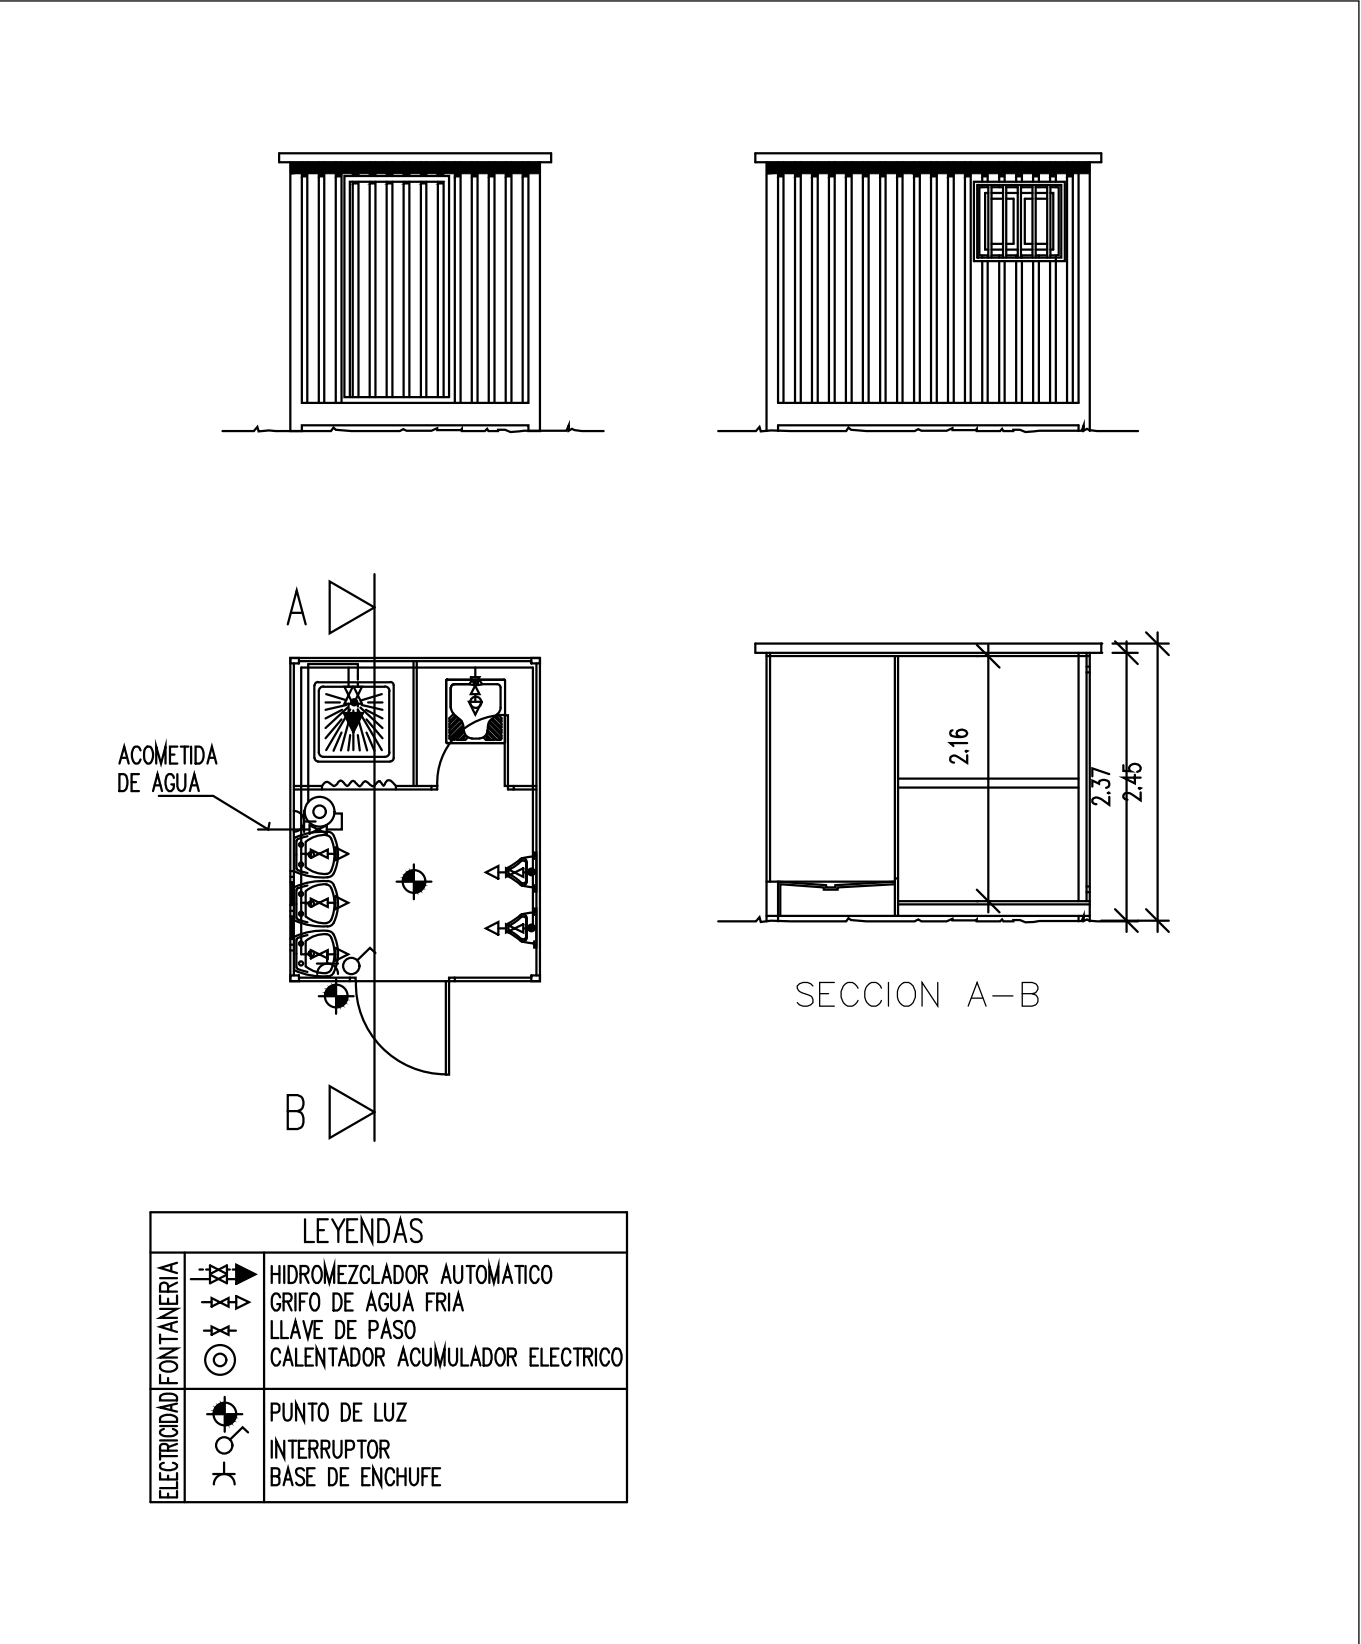 A
ACOMETIDA
DE AGUA
B
2.16
2.37
2.45
SECCION A-B
LEYENDAS
FONTANERIA
HIDROMEZCLADOR AUTOMATICO
GRIFO DE AGUA FRIA
LLAVE DE PASO
CALENTADOR ACUMULADOR ELECTRICO
ELECTRICIDAD
PUNTO DE LUZ
INTERRUPTOR
BASE DE ENCHUFE